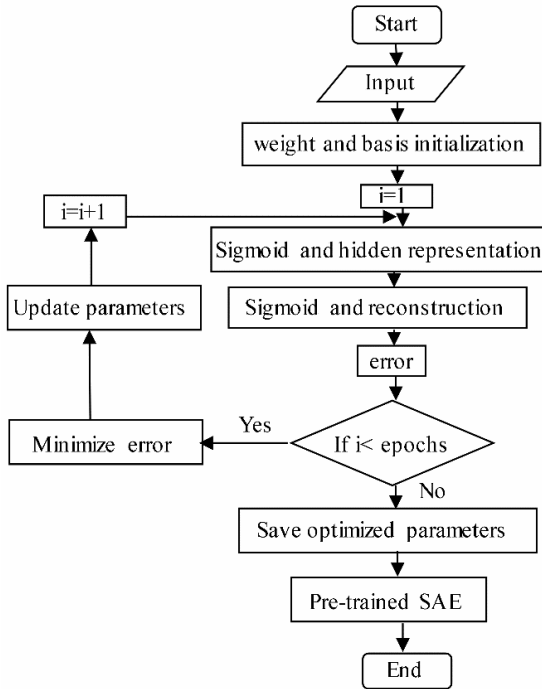 Start
Input
weight and basis initialization
i=1
i=i+1
Sigmoid and hidden representation
Update parameters
Sigmoid and reconstruction
error
Yes
Minimize error
If i< epochs
No
Save optimized parameters
Pre-trained SAE
End